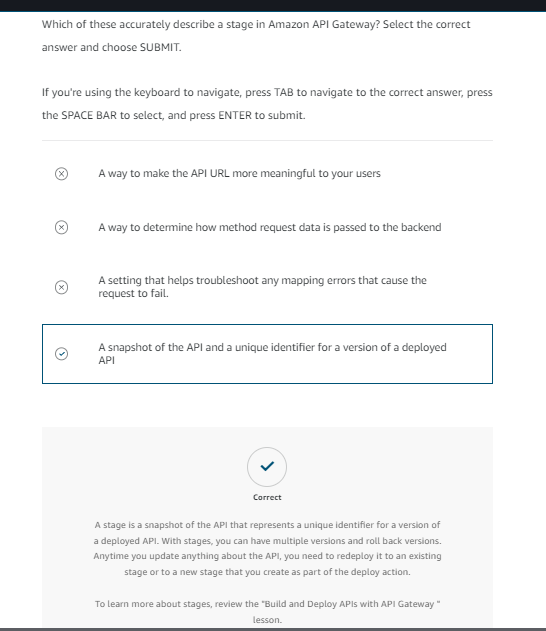 Which of these accurately describe a stage in Amazon API Gateway? Select the correct
answer and choose SUBMIT.
If you're using the keyboard to navigate, press TAB to navigate to the correct answer, press
the SPACE BAR to select, and press ENTER to submit.
A way to make the API URL more meaningful to your users
A way to determine how method request data is passed to the backend
A setting that helps troubleshoot any mapping errors that cause the
request to fail.
A snapshot of the API and a unique identifier for a version of a deployed
API
Correct
A stage is a snapshot of the API that represents a unique identifier for a version of
a deployed API. With stages, you can have multiple versions and roll back versions.
Anytime you update anything about the API, you need to redeploy it to an existing
stage or to a new stage that you create as part of the deploy action.
To learn more about stages, review the "Build and Deploy APIs with API Gateway "
lesson.